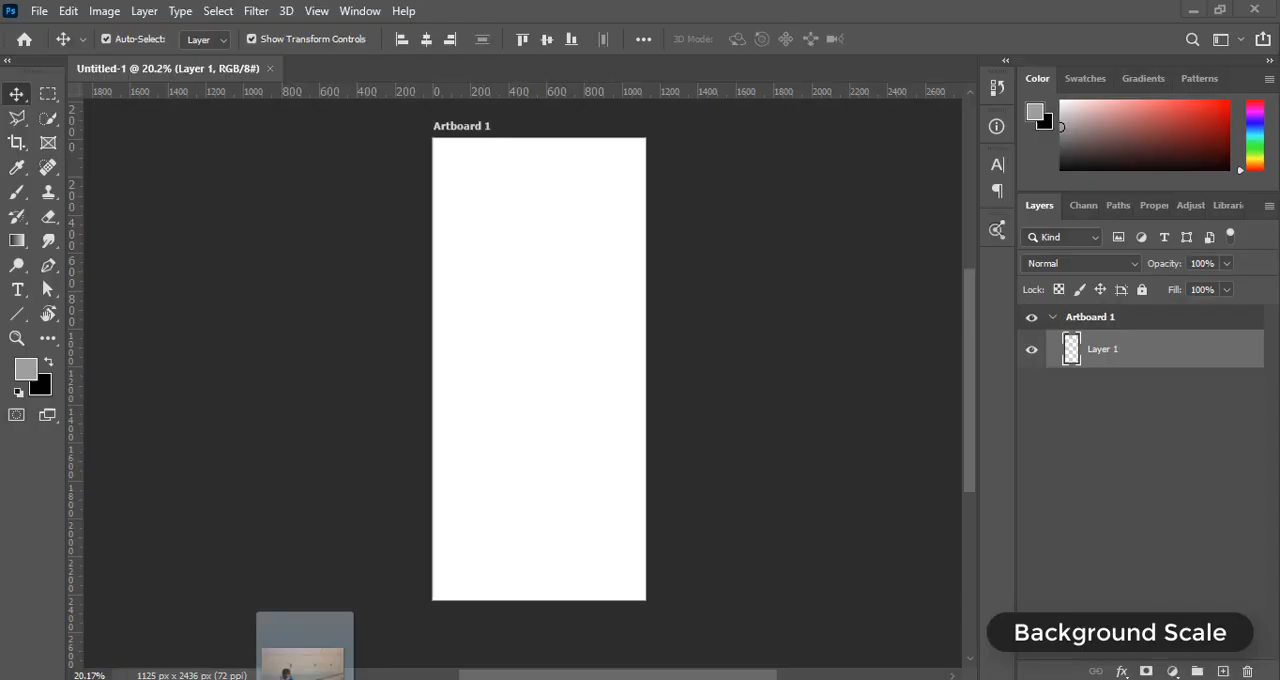 Ps File Edit Image Layer Type Select Filter 3D View Window Help
Auto-Select: Layer Show Transform Controls 3D Mode:
Untitled-1 @ 20.2% (Layer 1, RGB/8#)
1800 1600 1400 1200 1000 800 600 400 200 0 200 400 600 800 1000 1200 1400 1600 1800 2000 2200 2400 2600
Artboard 1
Color Swatches Gradients Patterns
Layers Chann Paths Proper Adjust Librari
Kind
Normal Opacity: 100%
Lock: Fill: 100%
Artboard 1
Layer 1
Background Scale
20.17% 1125 px x 2436 px (72 ppi)